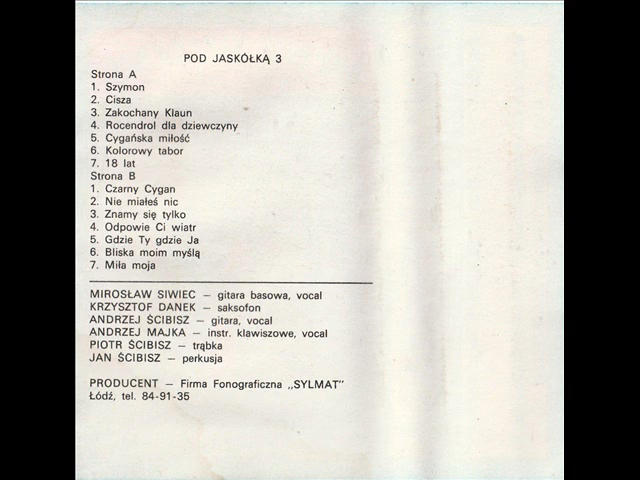 POD JASKÓŁKĄ 3
Strona A
1. Szymon
2. Cisza
3. Zakochany Klaun
4. Rocendrol dla dziewczyny
5. Cygańska miłość
6. Kolorowy tabor
7. 18 lat
Strona B
1. Czarny Cygan
2. Nie miałeś nic
3. Znamy się tylko
4. Odpowie Ci wiatr
5. Gdzie Ty gdzie Ja
6. Bliska moim myślą
7. Miła moja
MIROSŁAW SIWIEC — gitara basowa, vocal
KRZYSZTOF DANEK — saksofon
ANDRZEJ ŚCIBISZ — gitara, vocal
ANDRZEJ MAJKA — instr. klawiszowe, vocal
PIOTR ŚCIBISZ — trąbka
JAN ŚCIBISZ — perkusja
PRODUCENT — Firma Fonograficzna „SYLMAT"
Łódź, tel. 84-91-35